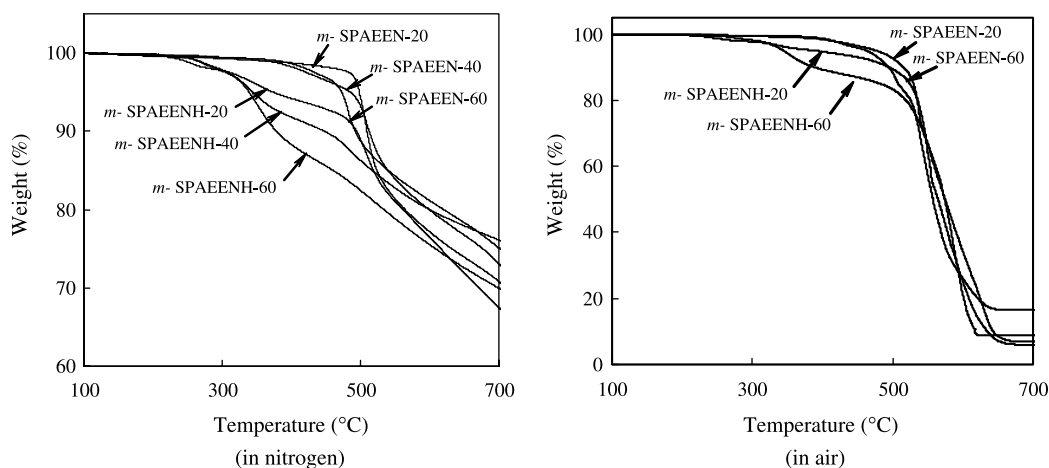 100
90
80
70
60
Weight (%)
m- SPAEEN-20
m- SPAEEN-40
m- SPAEEN-60
m- SPAEENH-20
m- SPAEENH-40
m- SPAEENH-60
100
300
500
700
Temperature (°C)
(in nitrogen)
100
80
60
40
20
0
Weight (%)
m- SPAEEN-20
m- SPAEEN-60
m- SPAEENH-20
m- SPAEENH-60
100
300
500
700
Temperature (°C)
(in air)